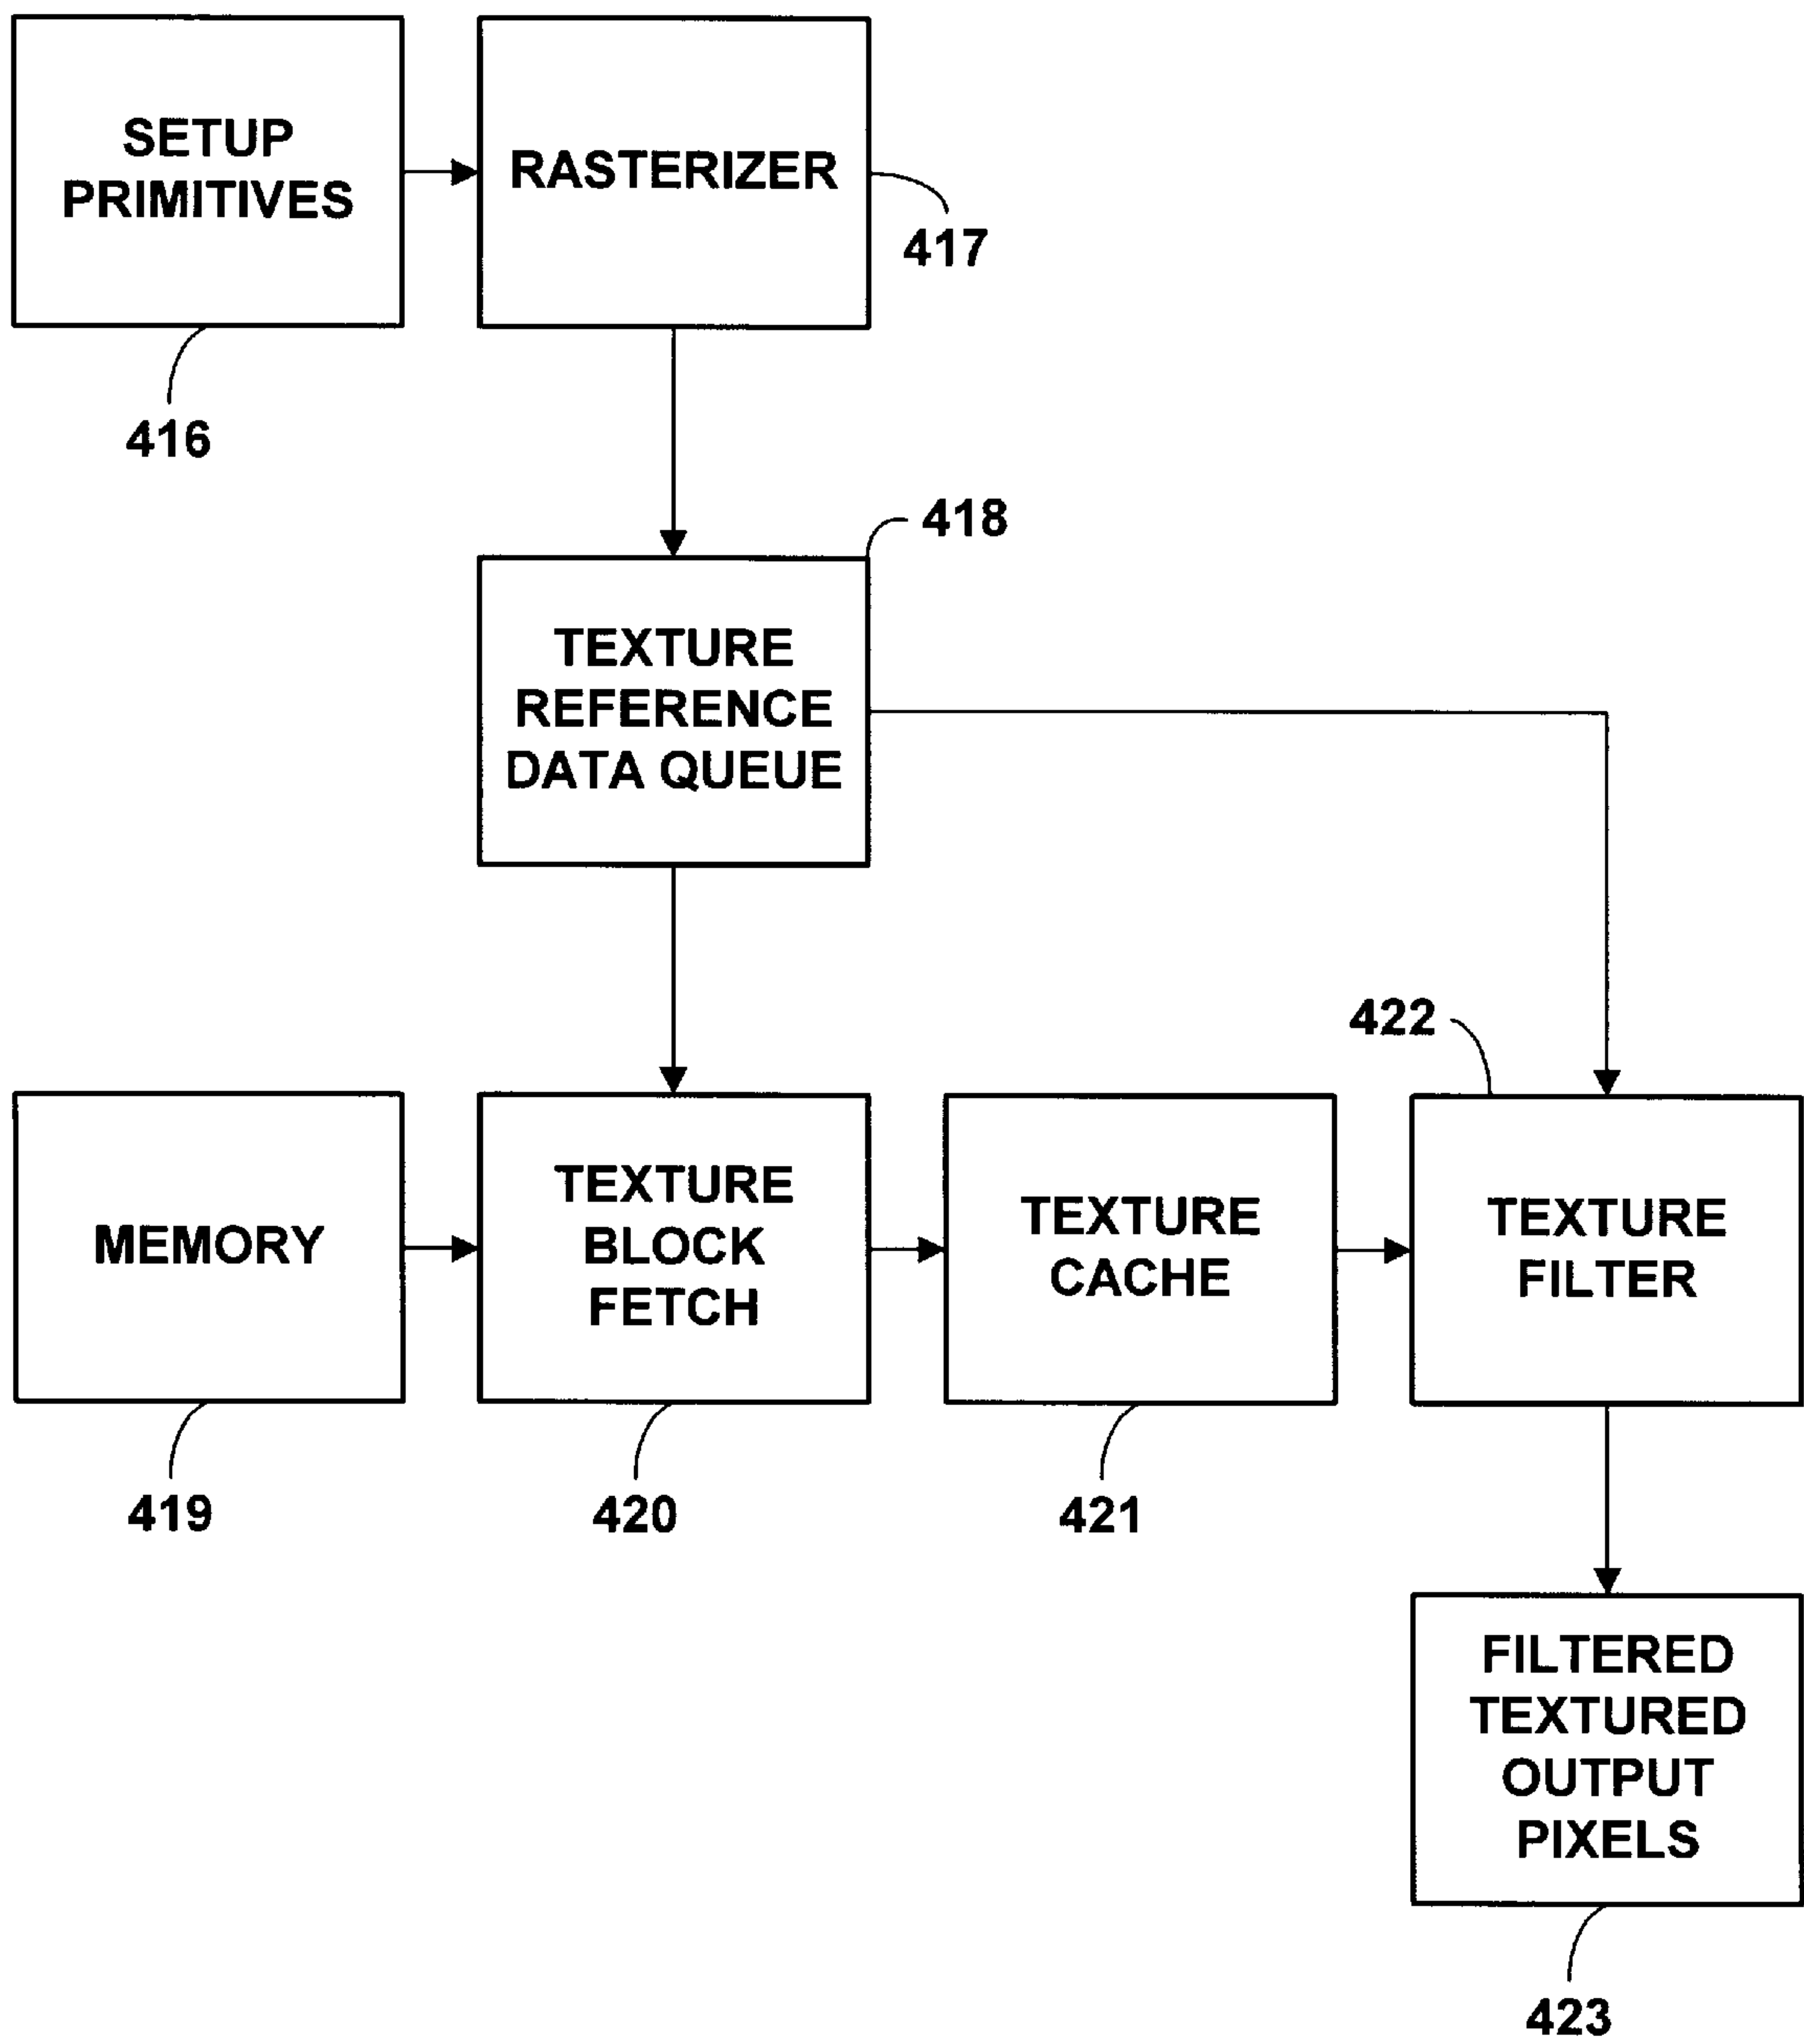 SETUP
PRIMITIVES
416
RASTERIZER
417
418
TEXTURE
REFERENCE
DATA QUEUE
MEMORY
419
TEXTURE
BLOCK
FETCH
420
TEXTURE
CACHE
421
422
TEXTURE
FILTER
FILTERED
TEXTURED
OUTPUT
PIXELS
423